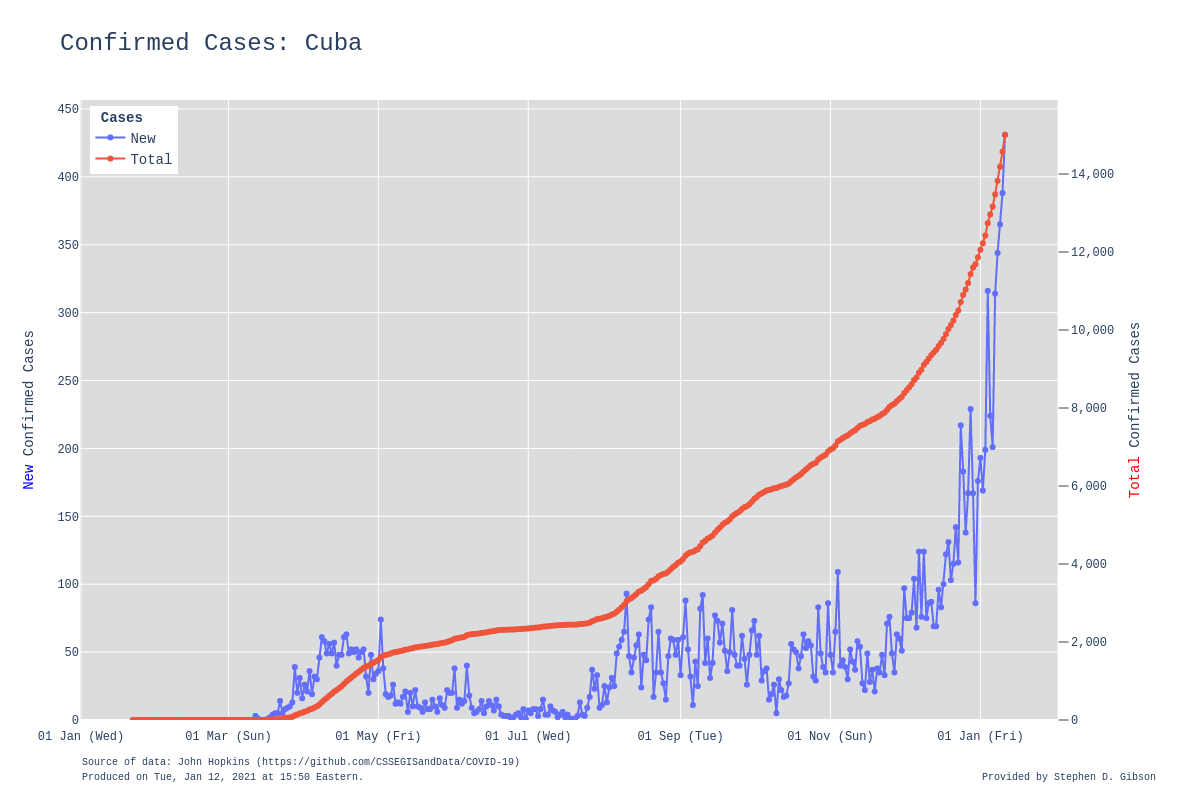 Confirmed Cases: Cuba
Cases
New
Total
450
400
350
300
250
200
150
100
50
0
New Confirmed Cases
14,000
12,000
10,000
8,000
6,000
4,000
2,000
0
Total Confirmed Cases
01 Jan (Wed) 01 Mar (Sun) 01 May (Fri) 01 Jul (Wed) 01 Sep (Tue) 01 Nov (Sun) 01 Jan (Fri)
Source of data: John Hopkins (https://github.com/CSSEGISandData/COVID-19)
Produced on Tue, Jan 12, 2021 at 15:50 Eastern.
Provided by Stephen D. Gibson